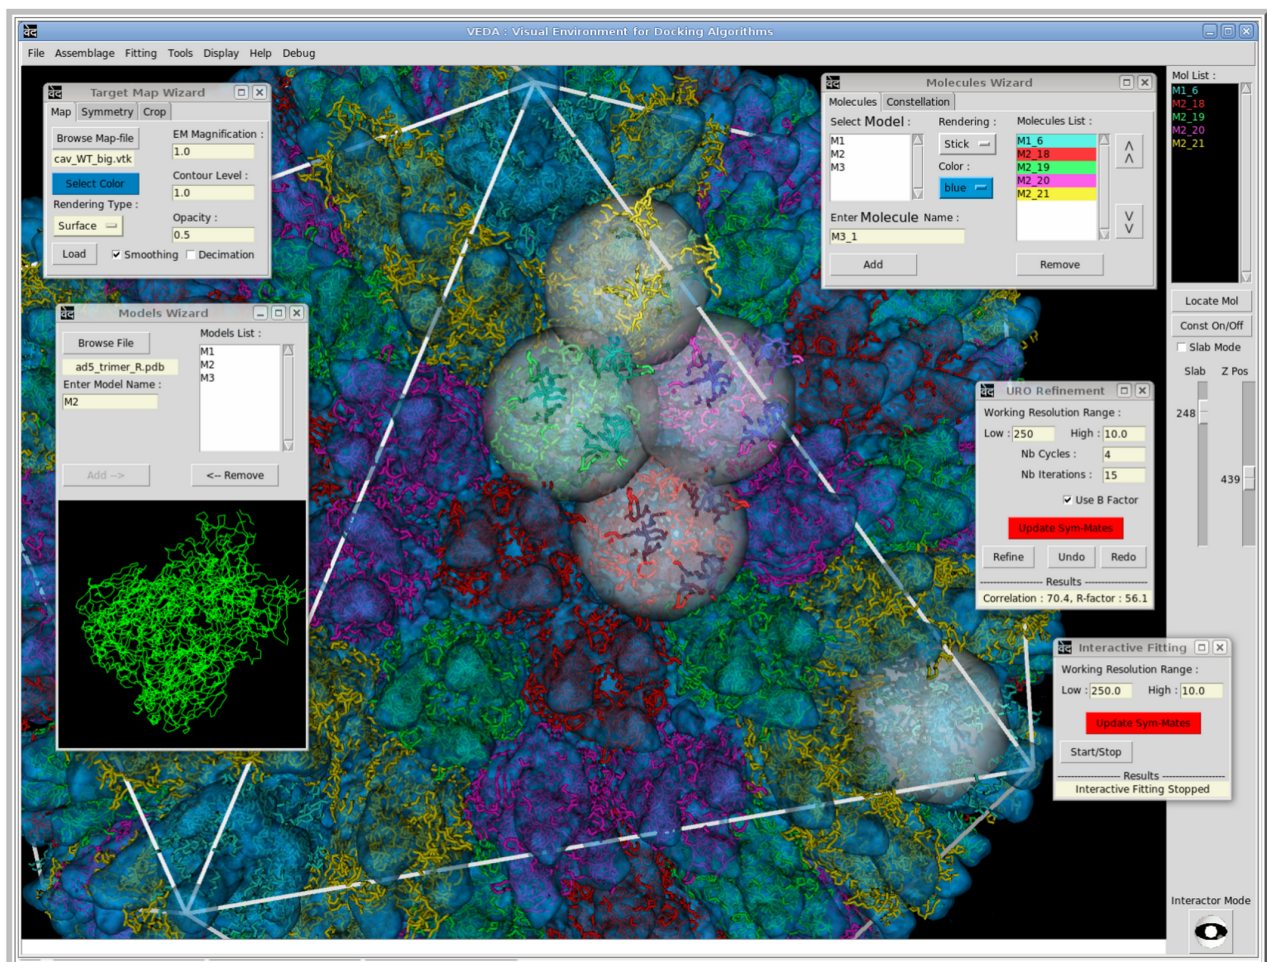 VEDA : Visual Environment for Docking Algorithms
File Assemblage Fitting Tools Display Help Debug
वेद Target Map Wizard
Map Symmetry Crop
Browse Map-file
cav_WT_big.vtk
Select Color
Rendering Type :
Surface
Load
EM Magnification :
1.0
Contour Level :
1.0
Opacity :
0.5
Smoothing Decimation
वेद Models Wizard
Browse File
ad5_trimer_R.pdb
Enter Model Name :
M2
Models List :
M1
M2
M3
Add -->
<-- Remove
वेद Molecules Wizard
Molecules Constellation
Select Model :
M1
M2
M3
Rendering :
Stick
Color :
blue
Molecules List :
M1_6
M2_18
M2_19
M2_20
M2_21
Enter Molecule Name :
M3_1
Add
Remove
Mol List :
M1_6
M2_18
M2_19
M2_20
M2_21
Locate Mol
Const On/Off
Slab Mode
Slab Z Pos
248
439
वेद URO Refinement
Working Resolution Range :
Low : 250 High : 10.0
Nb Cycles : 4
Nb Iterations : 15
Use B Factor
Update Sym-Mates
Refine Undo Redo
Results
Correlation : 70.4, R-factor : 56.1
वेद Interactive Fitting
Working Resolution Range :
Low : 250.0 High : 10.0
Update Sym-Mates
Start/Stop
Results
Interactive Fitting Stopped
Interactor Mode